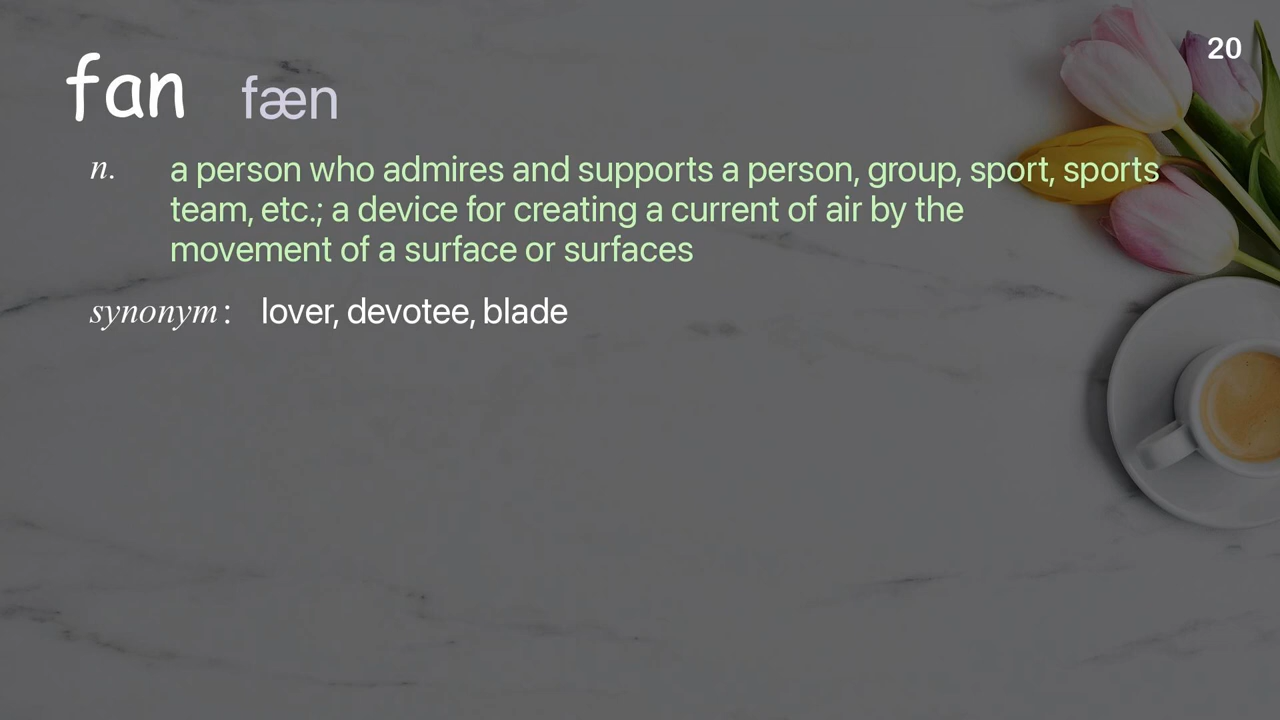 20
fan fæn
n. a person who admires and supports a person, group, sport, sports
team, etc.; a device for creating a current of air by the
movement of a surface or surfaces
synonym: lover, devotee, blade